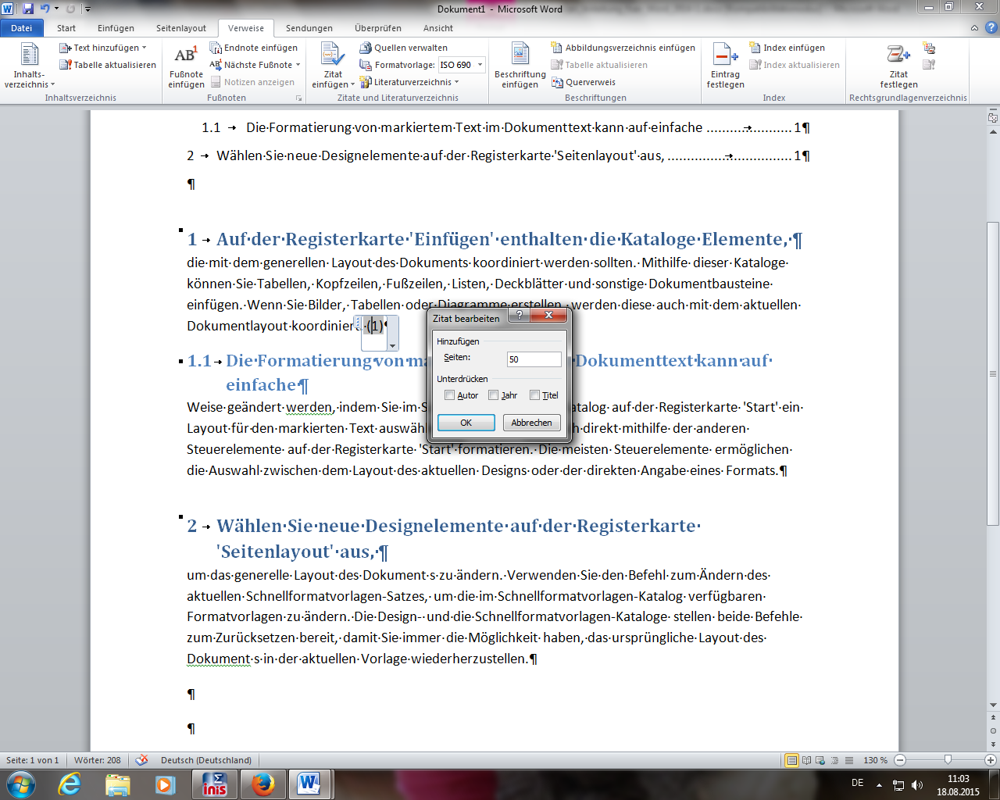 Dokument1 - Microsoft Word
Datei Start Einfügen Seitenlayout Verweise Sendungen Überprüfen Ansicht
Inhalts-
verzeichnis
Text hinzufügen
Tabelle aktualisieren
Inhaltsverzeichnis
AB¹
Fußnote
einfügen
Endnote einfügen
Nächste Fußnote
Notizen anzeigen
Fußnoten
Zitat
einfügen
Quellen verwalten
Formatvorlage: ISO 690
Literaturverzeichnis
Zitate und Literaturverzeichnis
Beschriftung
einfügen
Abbildungsverzeichnis einfügen
Tabelle aktualisieren
Querverweis
Beschriftungen
Eintrag
festlegen
Index einfügen
Index aktualisieren
Index
Zitat
festlegen
Rechtsgrundlagenverzeichnis
1.1 → Die·Formatierung·von·markiertem·Text·im·Dokumenttext·kann·auf·einfache ......→......1¶
2 → Wählen·Sie·neue·Designelemente·auf·der·Registerkarte·'Seitenlayout'·aus, ......→......1¶
¶
1 → Auf·der·Registerkarte·'Einfügen'·enthalten·die·Kataloge·Elemente,·¶
die·mit·dem·generellen·Layout·des·Dokuments·koordiniert·werden·sollten.·Mithilfe·dieser·Kataloge·
können·Sie·Tabellen,·Kopfzeilen,·Fußzeilen,·Listen,·Deckblätter·und·sonstige·Dokumentbausteine·
einfügen.·Wenn·Sie·Bilder,·Tabellen·oder·Diagramme·erstellen,·werden·diese·auch·mit·dem·aktuellen·
Dokumentlayout·koordiniert.·(1)¶
1.1 → Die·Formatierung·von·ma Dokumenttext·kann·auf·
einfache¶
Weise·geändert·werden,·indem·Sie·im·S atalog·auf·der·Registerkarte·'Start'·ein·
Layout·für·den·markierten·Text·auswäh h·direkt·mithilfe·der·anderen·
Steuerelemente·auf·der·Registerkarte·'Start'·formatieren.·Die·meisten·Steuerelemente·ermöglichen·
die·Auswahl·zwischen·dem·Layout·des·aktuellen·Designs·oder·der·direkten·Angabe·eines·Formats.¶
2 → Wählen·Sie·neue·Designelemente·auf·der·Registerkarte·
'Seitenlayout'·aus,·¶
um·das·generelle·Layout·des·Dokument·s·zu·ändern.·Verwenden·Sie·den·Befehl·zum·Ändern·des·
aktuellen·Schnellformatvorlagen-Satzes,·um·die·im·Schnellformatvorlagen-Katalog·verfügbaren·
Formatvorlagen·zu·ändern.·Die·Design-·und·die·Schnellformatvorlagen-Kataloge·stellen·beide·Befehle·
zum·Zurücksetzen·bereit,·damit·Sie·immer·die·Möglichkeit·haben,·das·ursprüngliche·Layout·des·
Dokument·s·in·der·aktuellen·Vorlage·wiederherzustellen.¶
¶
¶
Zitat bearbeiten
Hinzufügen
Seiten: 50
Unterdrücken
Autor Jahr Titel
OK Abbrechen
Seite: 1 von 1 Wörter: 208 Deutsch (Deutschland) 130 %
inis
DE 11:03
18.08.2015